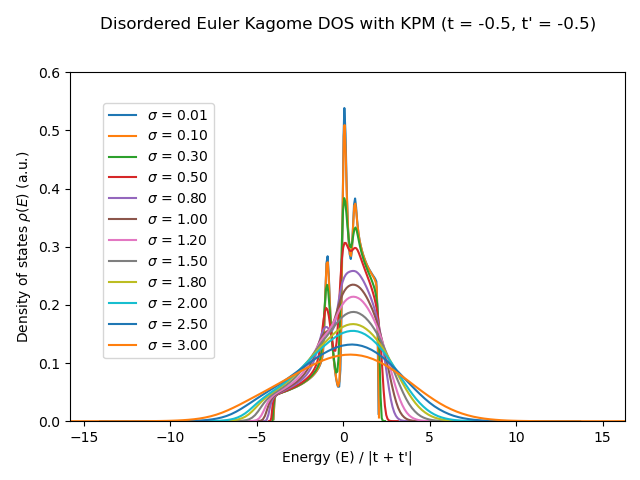 Disordered Euler Kagome DOS with KPM (t = -0.5, t' = -0.5)
0.6
0.5
0.4
0.3
0.2
0.1
0.0
Density of states ρ(E) (a.u.)
σ = 0.01
σ = 0.10
σ = 0.30
σ = 0.50
σ = 0.80
σ = 1.00
σ = 1.20
σ = 1.50
σ = 1.80
σ = 2.00
σ = 2.50
σ = 3.00
−15 −10 −5 0 5 10 15
Energy (E) / |t + t'|